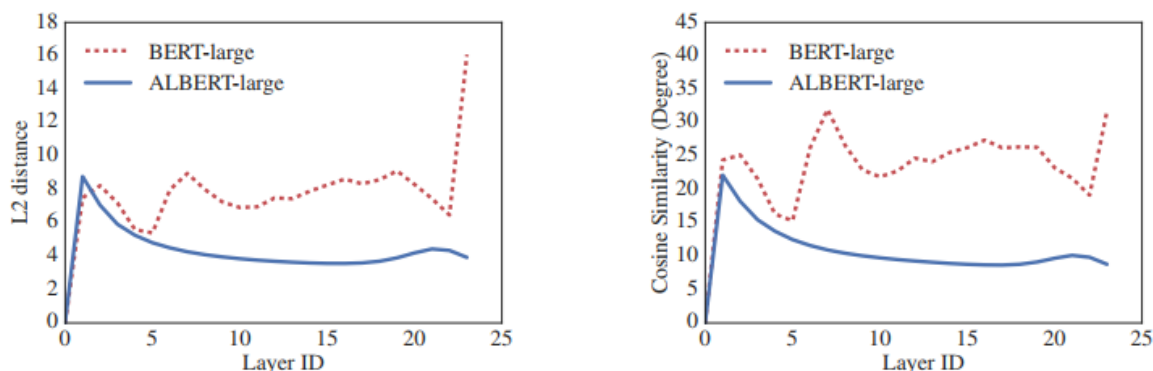 18
16
14
12
10
8
6
4
2
0
L2 distance
BERT-large
ALBERT-large
0 5 10 15 20 25
Layer ID
45
40
35
30
25
20
15
10
5
0
Cosine Similarity (Degree)
BERT-large
ALBERT-large
0 5 10 15 20 25
Layer ID